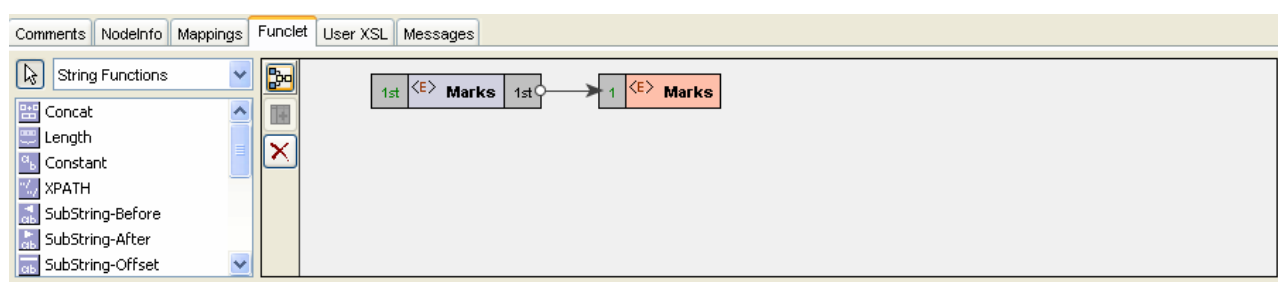 Comments NodeInfo Mappings Funclet User XSL Messages
String Functions
1st <E> Marks 1st 1 <E> Marks
Concat
Length
Constant
XPATH
SubString-Before
SubString-After
SubString-Offset